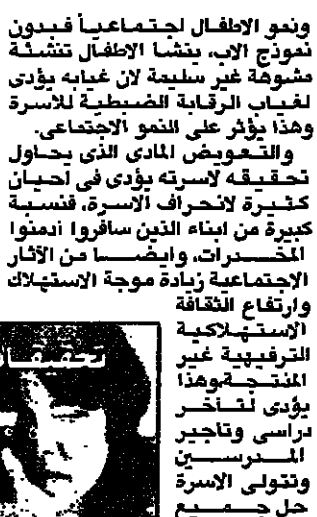 ونمو الاطفال اجتماعياً فبدون
نموذج الاب، ينشأ الاطفال تنشئة
مشوهة غير سليمة لان غيابه يؤدى
لغياب الرقابة الضبطية للاسرة
وهذا يؤثر على النمو الاجتماعى.
والتعويض المادى الذى يحاول
تحقيقه لاسرته يؤدى فى احيان
كثيرة لانحراف الاسرة، فنسبة
كبيرة من ابناء الذين سافروا ادمنوا
المخدرات، وايضا من الآثار
الاجتماعية زيادة موجة الاستهلاك
وارتفاع الثقافة
الاستهلاكية
الترفيهية غير
المنتجة وهذا
يؤدى لتأخر
دراسى وتأجير
المدرسين
وتتولى الاسرة
حل جميع